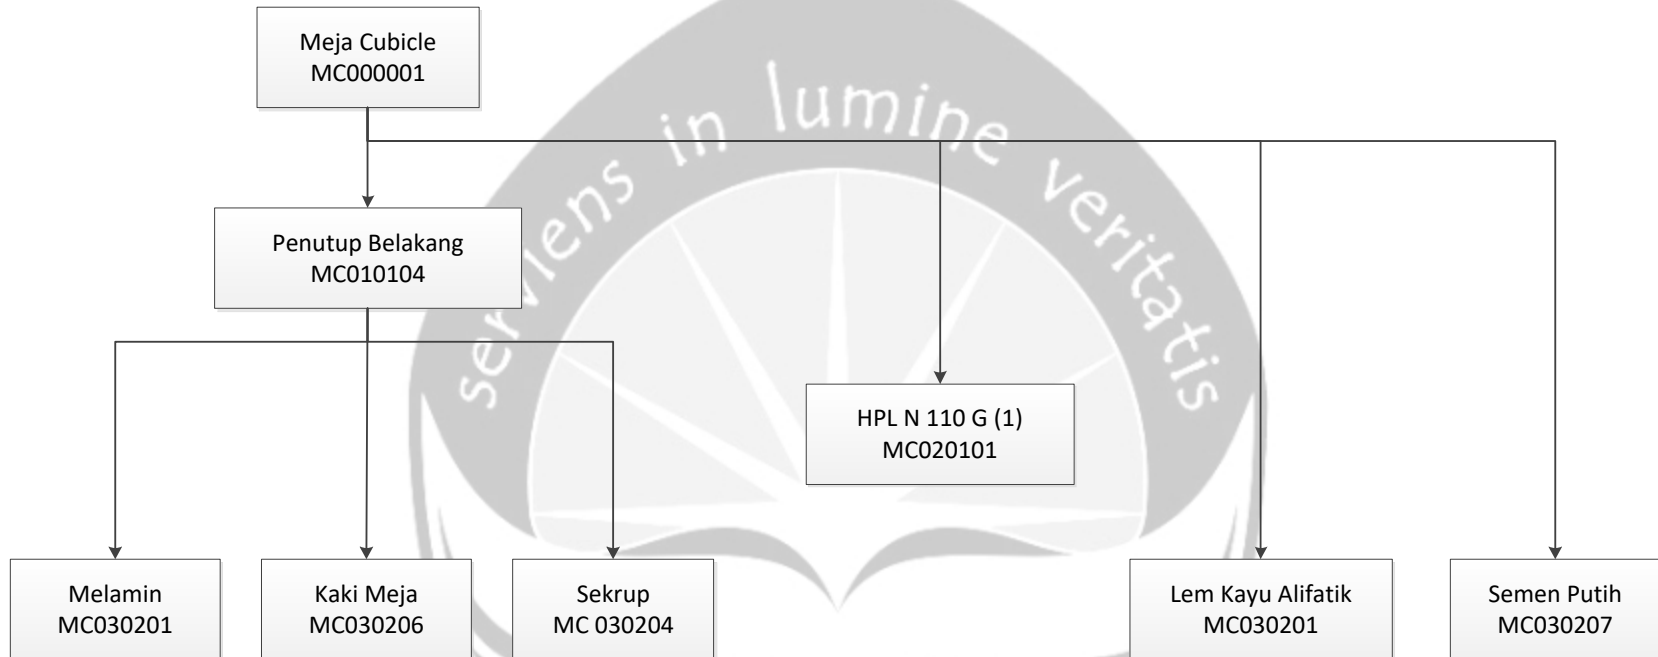 Meja Cubicle
MC000001
serviens in lumine veritatis
Penutup Belakang
MC010104
HPL N 110 G (1)
MC020101
Melamin
MC030201
Kaki Meja
MC030206
Sekrup
MC 030204
Lem Kayu Alifatik
MC030201
Semen Putih
MC030207